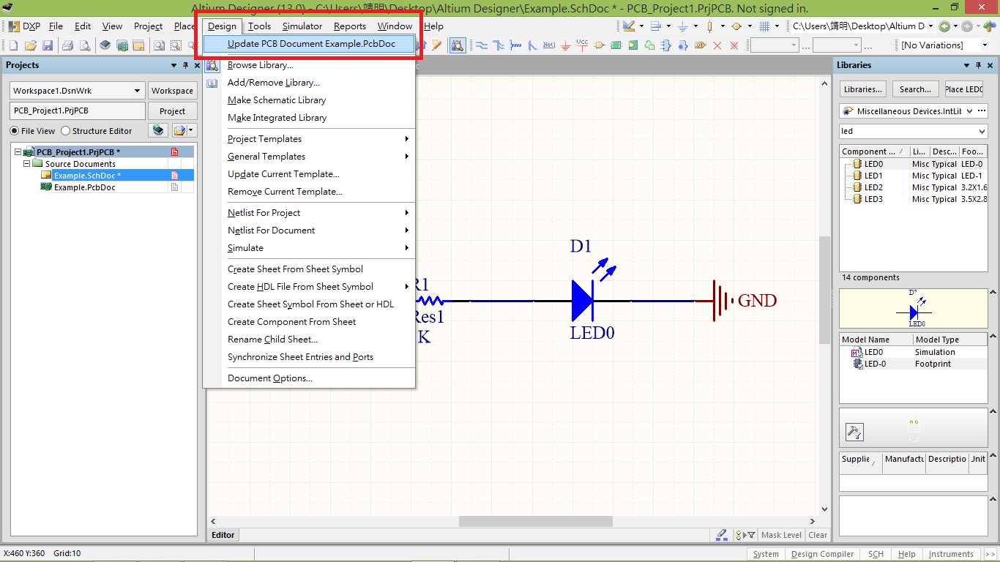 Altium Designer (13.0) - C:\Users\靖明\Desktop\Altium Designer\Example.SchDoc * - PCB_Project1.PrjPCB. Not signed in.
DXP File Edit View Project Place Design Tools Simulator Reports Window Help C:\Users\靖明\Desktop\Altium D
Update PCB Document Example.PcbDoc
Vcc
Net
... ... [No Variations]
Projects
Workspace1.DsnWrk Workspace
PCB_Project1.PrjPCB Project
File View Structure Editor
PCB_Project1.PrjPCB *
Source Documents
Example.SchDoc *
Example.PcbDoc
Browse Library...
Add/Remove Library...
Make Schematic Library
Make Integrated Library
Project Templates
General Templates
Update Current Template...
Remove Current Template...
Netlist For Project
Netlist For Document
Simulate
Create Sheet From Sheet Symbol
Create HDL File From Sheet Symbol
Create Sheet Symbol From Sheet or HDL
Create Component From Sheet
Rename Child Sheet...
Synchronize Sheet Entries and Ports
Document Options...
R1
Res1
K
D1
LED0
GND
Libraries
Libraries... Search... Place LED0
Miscellaneous Devices.IntLib ...
led
Component ... / Li... Desc... Foo...
LED0 Misc Typical LED-0
LED1 Misc Typical LED-1
LED2 Misc Typical 3.2X1.6
LED3 Misc Typical 3.5X2.8
14 components
D?
LED0
Model Name Model Type
LED0 Simulation
LED-0 Footprint
Supplie / Manufactu Descriptio Unit
Editor Mask Level Clear
X:460 Y:360 Grid:10 System Design Compiler SCH Help Instruments >>